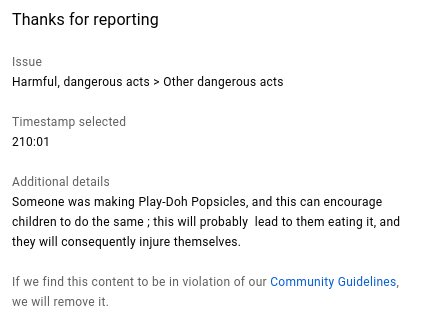 Thanks for reporting
Issue
Harmful, dangerous acts > Other dangerous acts
Timestamp selected
210:01
Additional details
Someone was making Play-Doh Popsicles, and this can encourage
children to do the same ; this will probably  lead to them eating it, and
they will consequently injure themselves.
If we find this content to be in violation of our Community Guidelines,
we will remove it.